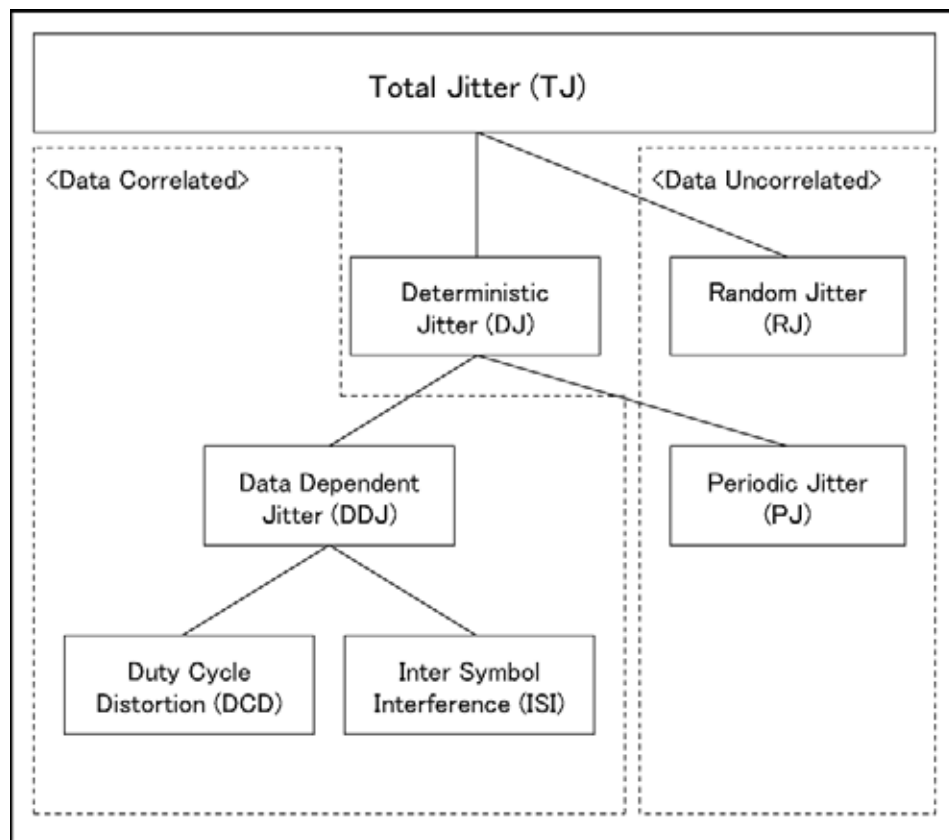 Total Jitter (TJ)
<Data Correlated>
<Data Uncorrelated>
Deterministic
Jitter (DJ)
Random Jitter
(RJ)
Data Dependent
Jitter (DDJ)
Periodic Jitter
(PJ)
Duty Cycle
Distortion (DCD)
Inter Symbol
Interference (ISI)